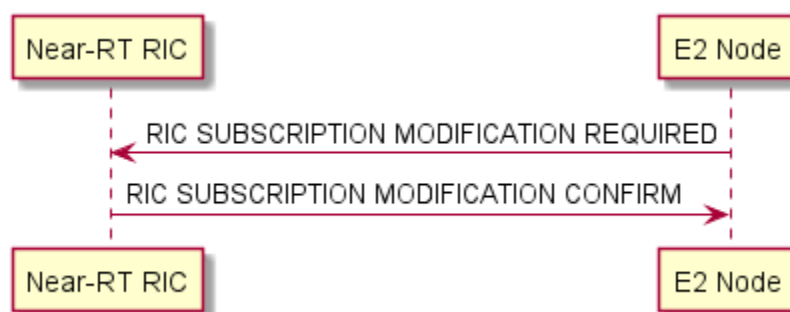 Near-RT RIC
E2 Node
RIC SUBSCRIPTION MODIFICATION REQUIRED
RIC SUBSCRIPTION MODIFICATION CONFIRM
Near-RT RIC
E2 Node